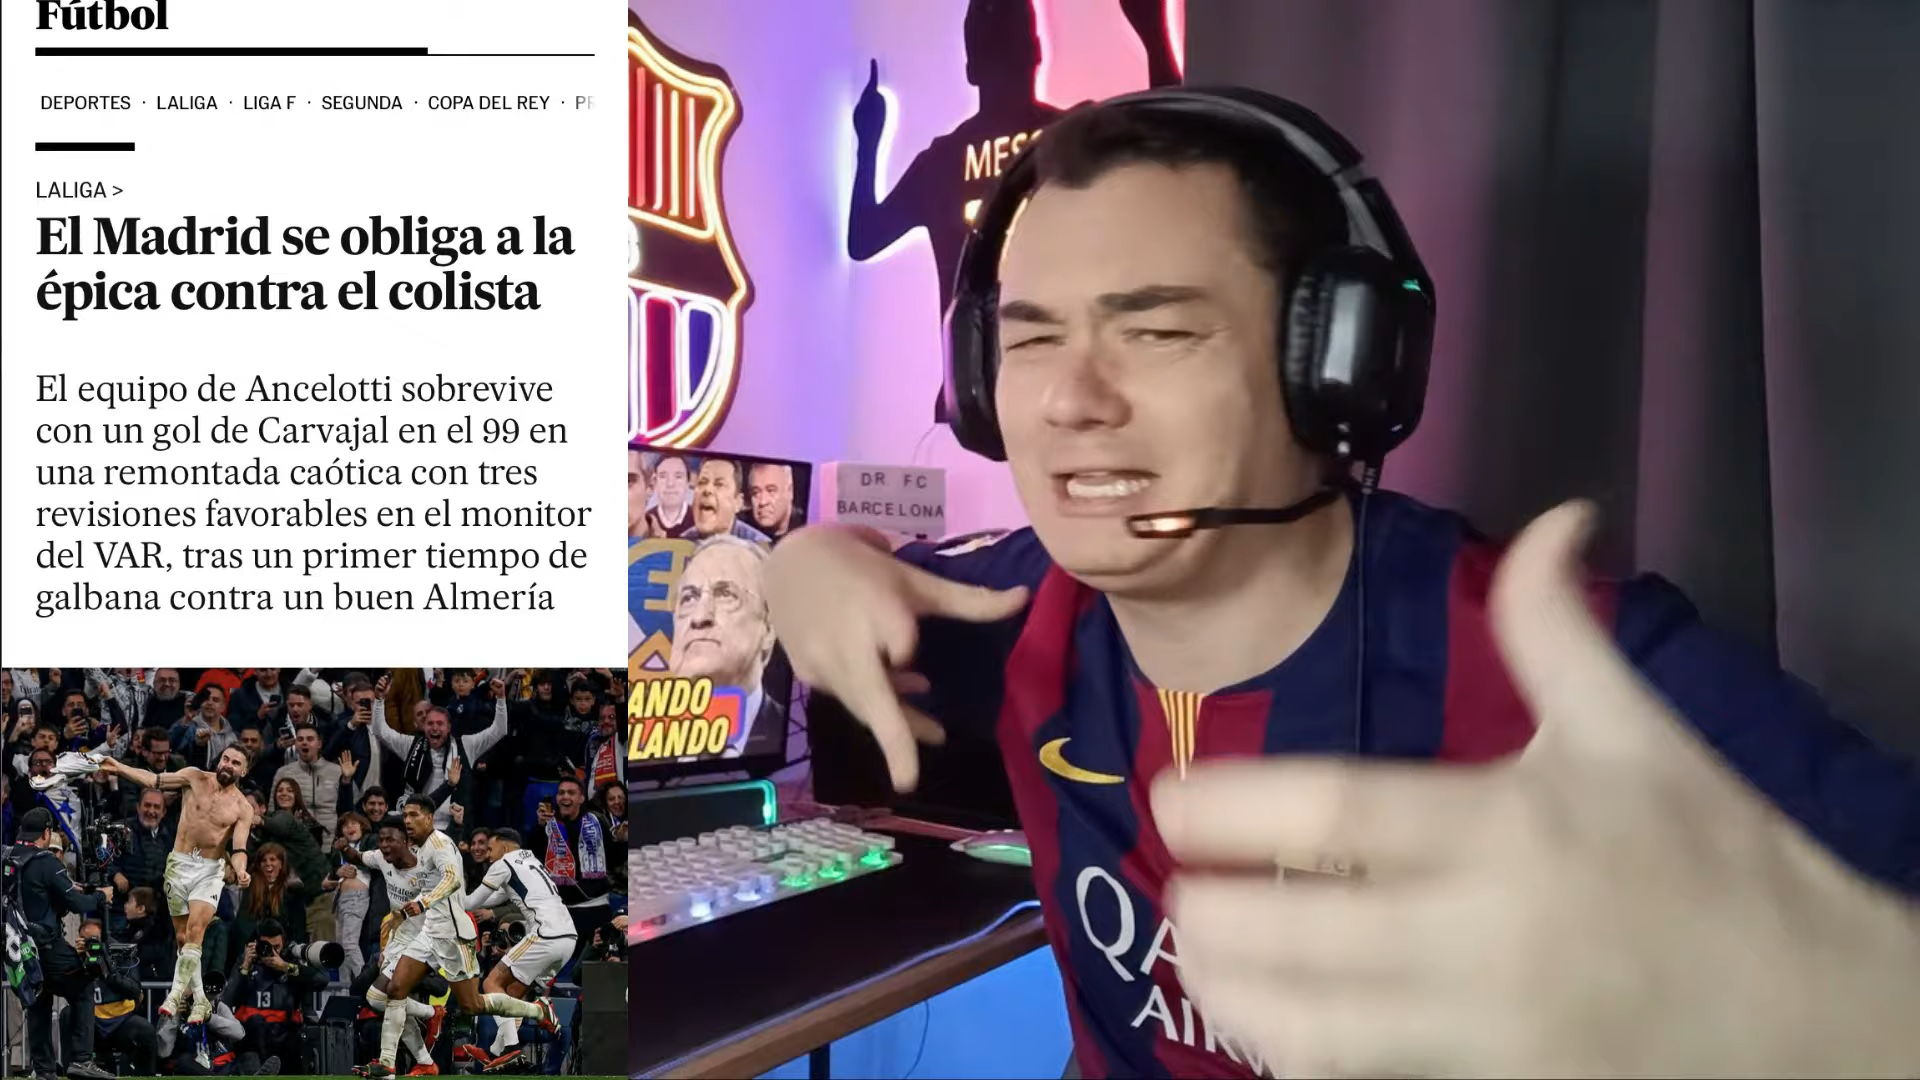 Fútbol
DEPORTES · LALIGA · LIGA F · SEGUNDA · COPA DEL REY ·
LALIGA >
El Madrid se obliga a la
épica contra el colista
El equipo de Ancelotti sobrevive
con un gol de Carvajal en el 99 en
una remontada caótica con tres
revisiones favorables en el monitor
del VAR, tras un primer tiempo de
galbana contra un buen Almería
13
DR FC
BARCELONA
ANDO
LANDO